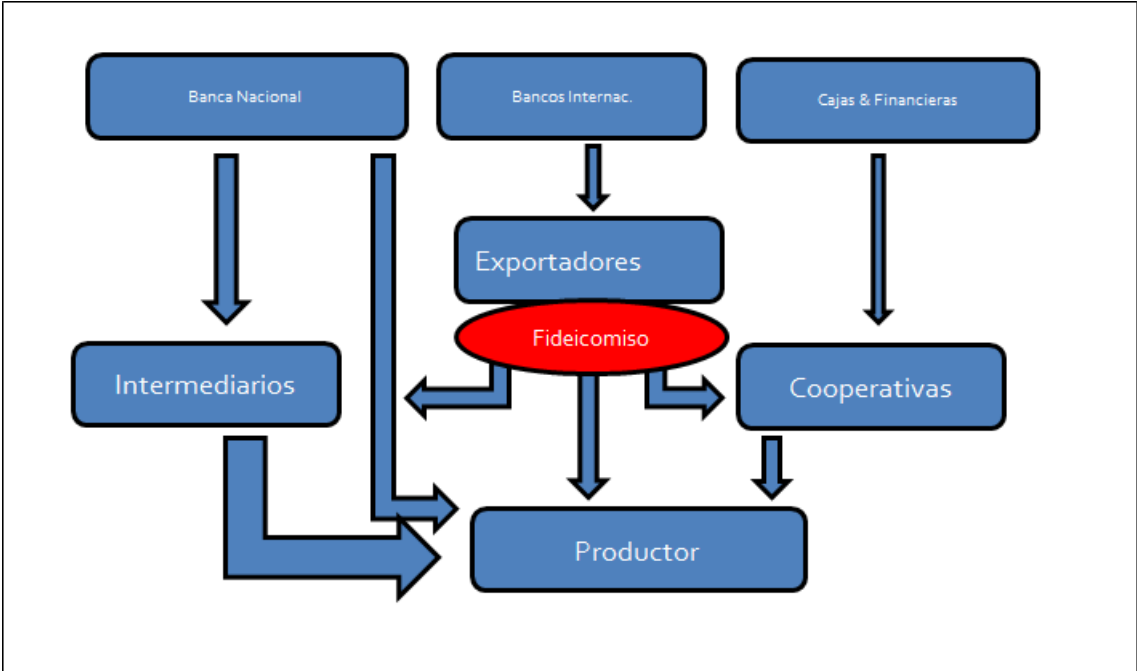 Banca Nacional
Bancos Internac.
Cajas & Financieras
Exportadores
Fideicomiso
Intermediarios
Cooperativas
Productor